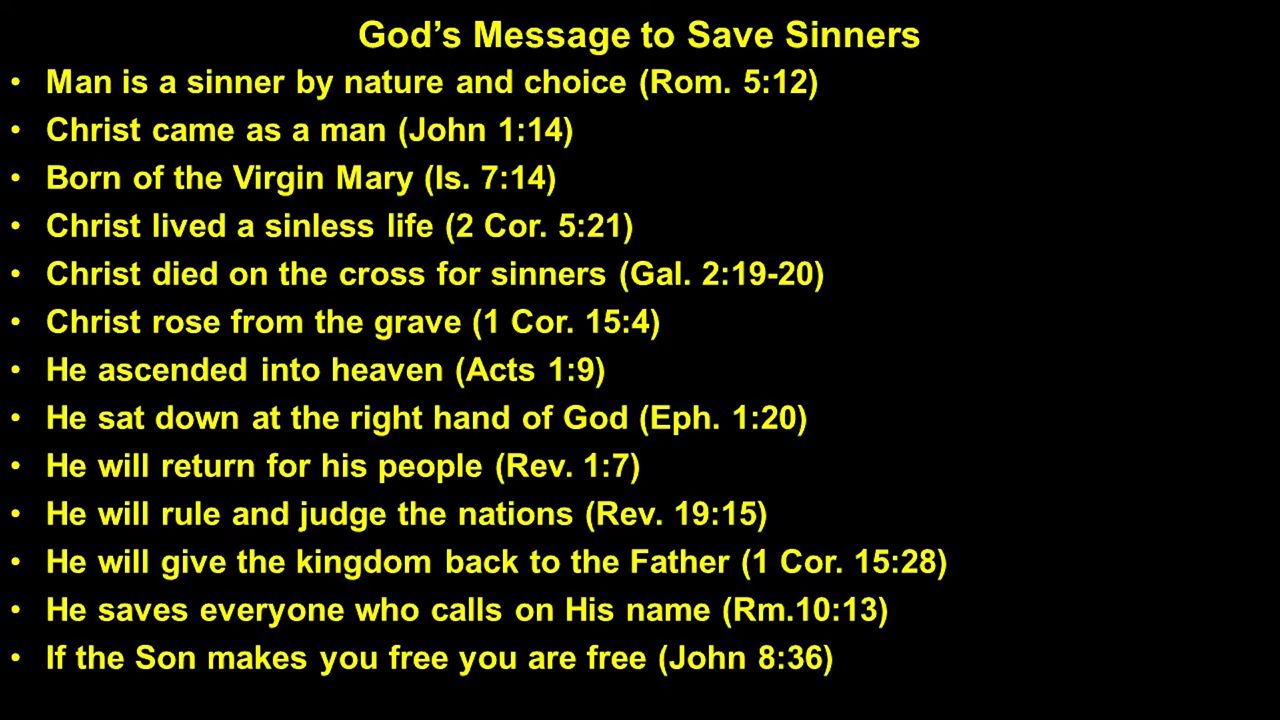 God’s Message to Save Sinners
• Man is a sinner by nature and choice (Rom. 5:12)
• Christ came as a man (John 1:14)
• Born of the Virgin Mary (Is. 7:14)
• Christ lived a sinless life (2 Cor. 5:21)
• Christ died on the cross for sinners (Gal. 2:19-20)
• Christ rose from the grave (1 Cor. 15:4)
• He ascended into heaven (Acts 1:9)
• He sat down at the right hand of God (Eph. 1:20)
• He will return for his people (Rev. 1:7)
• He will rule and judge the nations (Rev. 19:15)
• He will give the kingdom back to the Father (1 Cor. 15:28)
• He saves everyone who calls on His name (Rm.10:13)
• If the Son makes you free you are free (John 8:36)